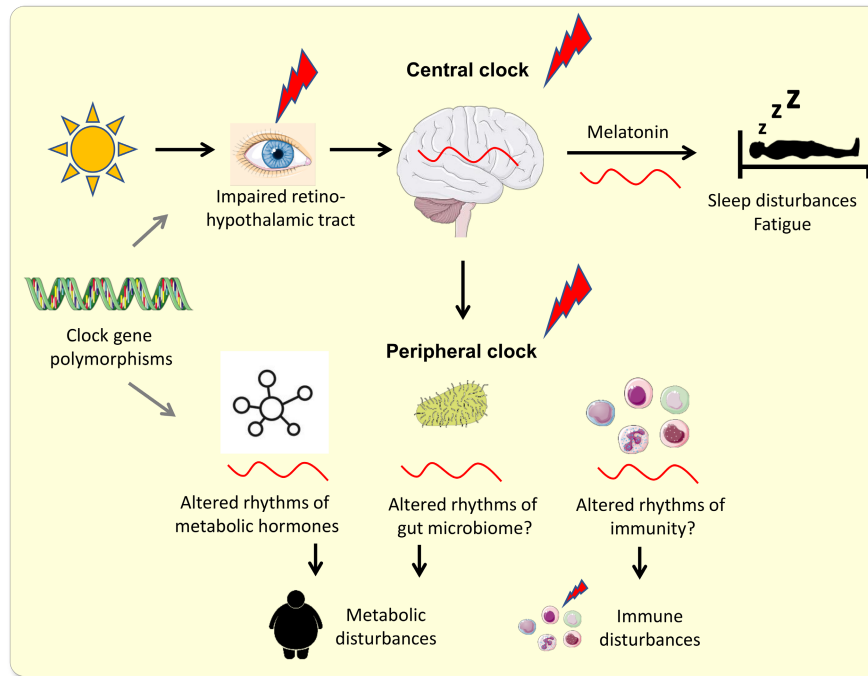 Central clock
Melatonin
z z z
Impaired retino-
hypothalamic tract
Sleep disturbances
Fatigue
Clock gene
polymorphisms
Peripheral clock
Altered rhythms of
metabolic hormones
Altered rhythms of
gut microbiome?
Altered rhythms of
immunity?
Metabolic
disturbances
Immune
disturbances